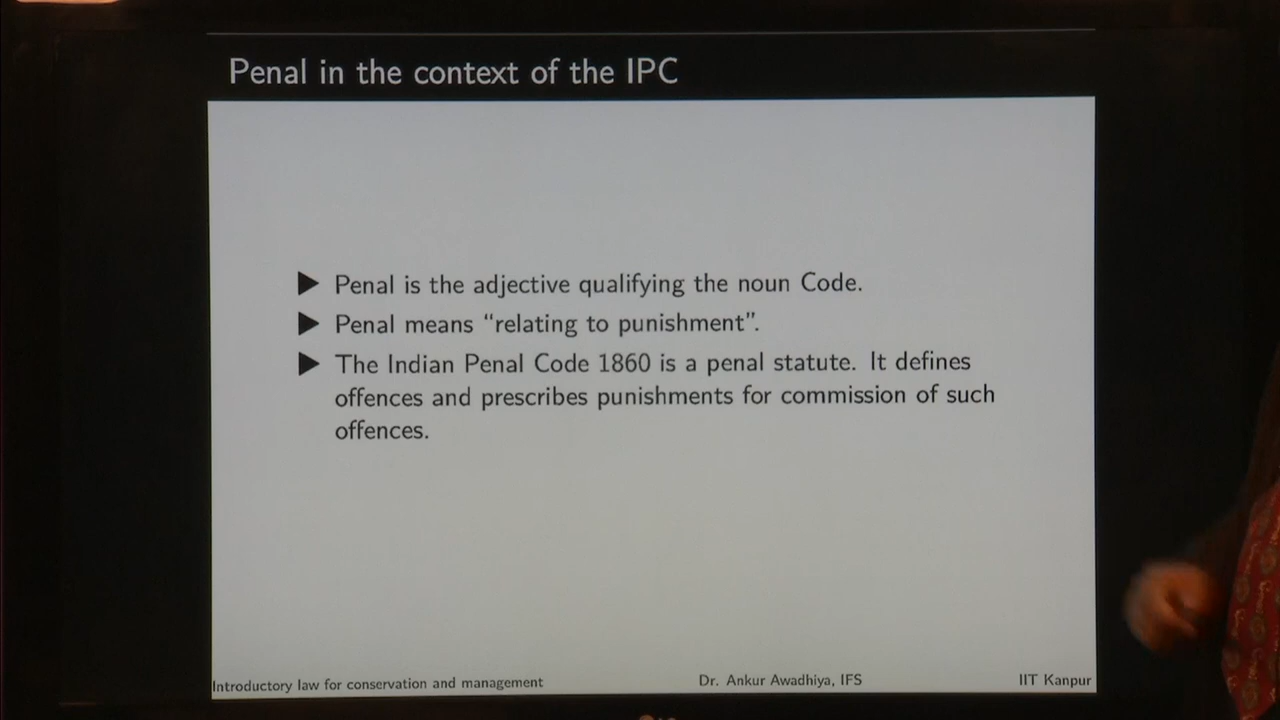 Penal in the context of the IPC
▶ Penal is the adjective qualifying the noun Code.
▶ Penal means “relating to punishment”.
▶ The Indian Penal Code 1860 is a penal statute. It defines
offences and prescribes punishments for commission of such
offences.
Introductory law for conservation and management Dr. Ankur Awadhiya, IFS IIT Kanpur